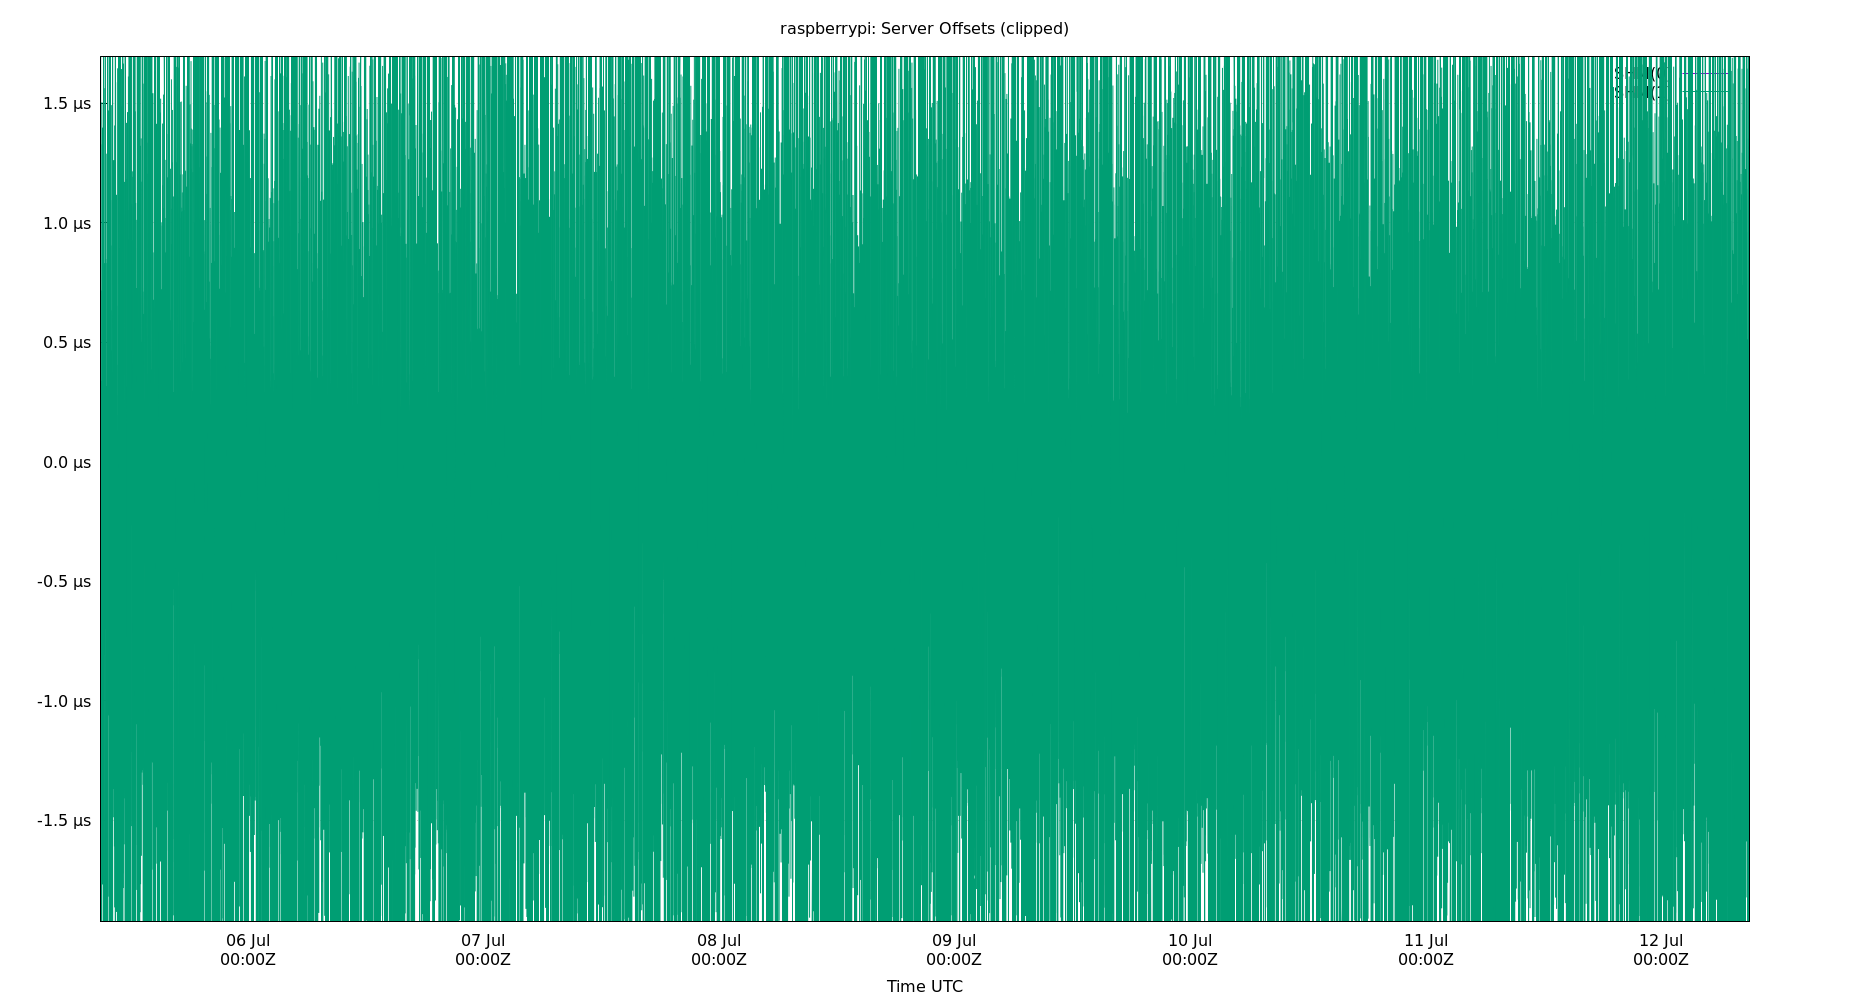 raspberrypi: Server Offsets (clipped)
1.5 µs
1.0 µs
0.5 µs
0.0 µs
-0.5 µs
-1.0 µs
-1.5 µs
06 Jul
00:00Z
07 Jul
00:00Z
08 Jul
00:00Z
09 Jul
00:00Z
10 Jul
00:00Z
11 Jul
00:00Z
12 Jul
00:00Z
Time UTC